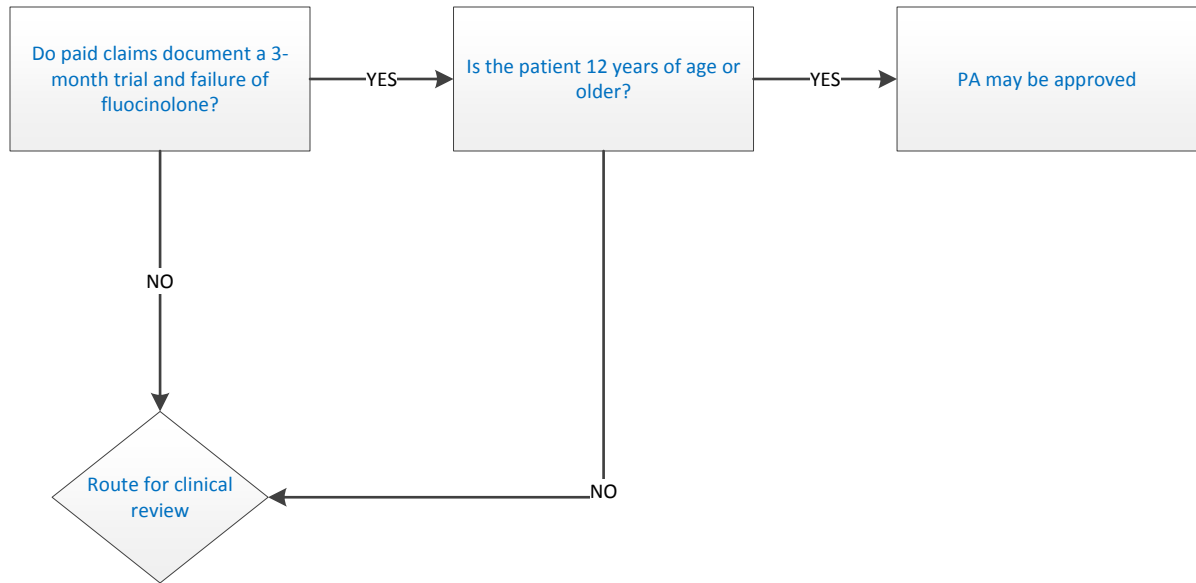 Do paid claims document a 3-
month trial and failure of
fluocinolone?
YES
Is the patient 12 years of age or
older?
YES
PA may be approved
NO
NO
Route for clinical
review